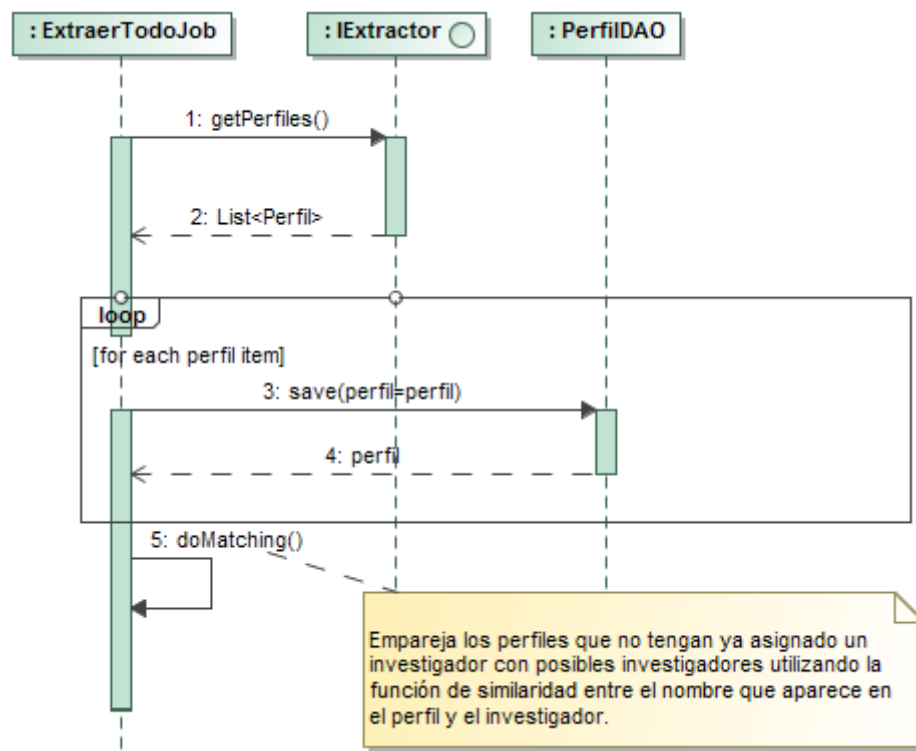 : ExtraerTodoJob
: IExtractor
: PerfilDAO
1: getPerfiles()
2: List<Perfil>
loop
[for each perfil item]
3: save(perfil=perfil)
4: perfil
5: doMatching()
Empareja los perfiles que no tengan ya asignado un
investigador con posibles investigadores utilizando la
función de similaridad entre el nombre que aparece en
el perfil y el investigador.